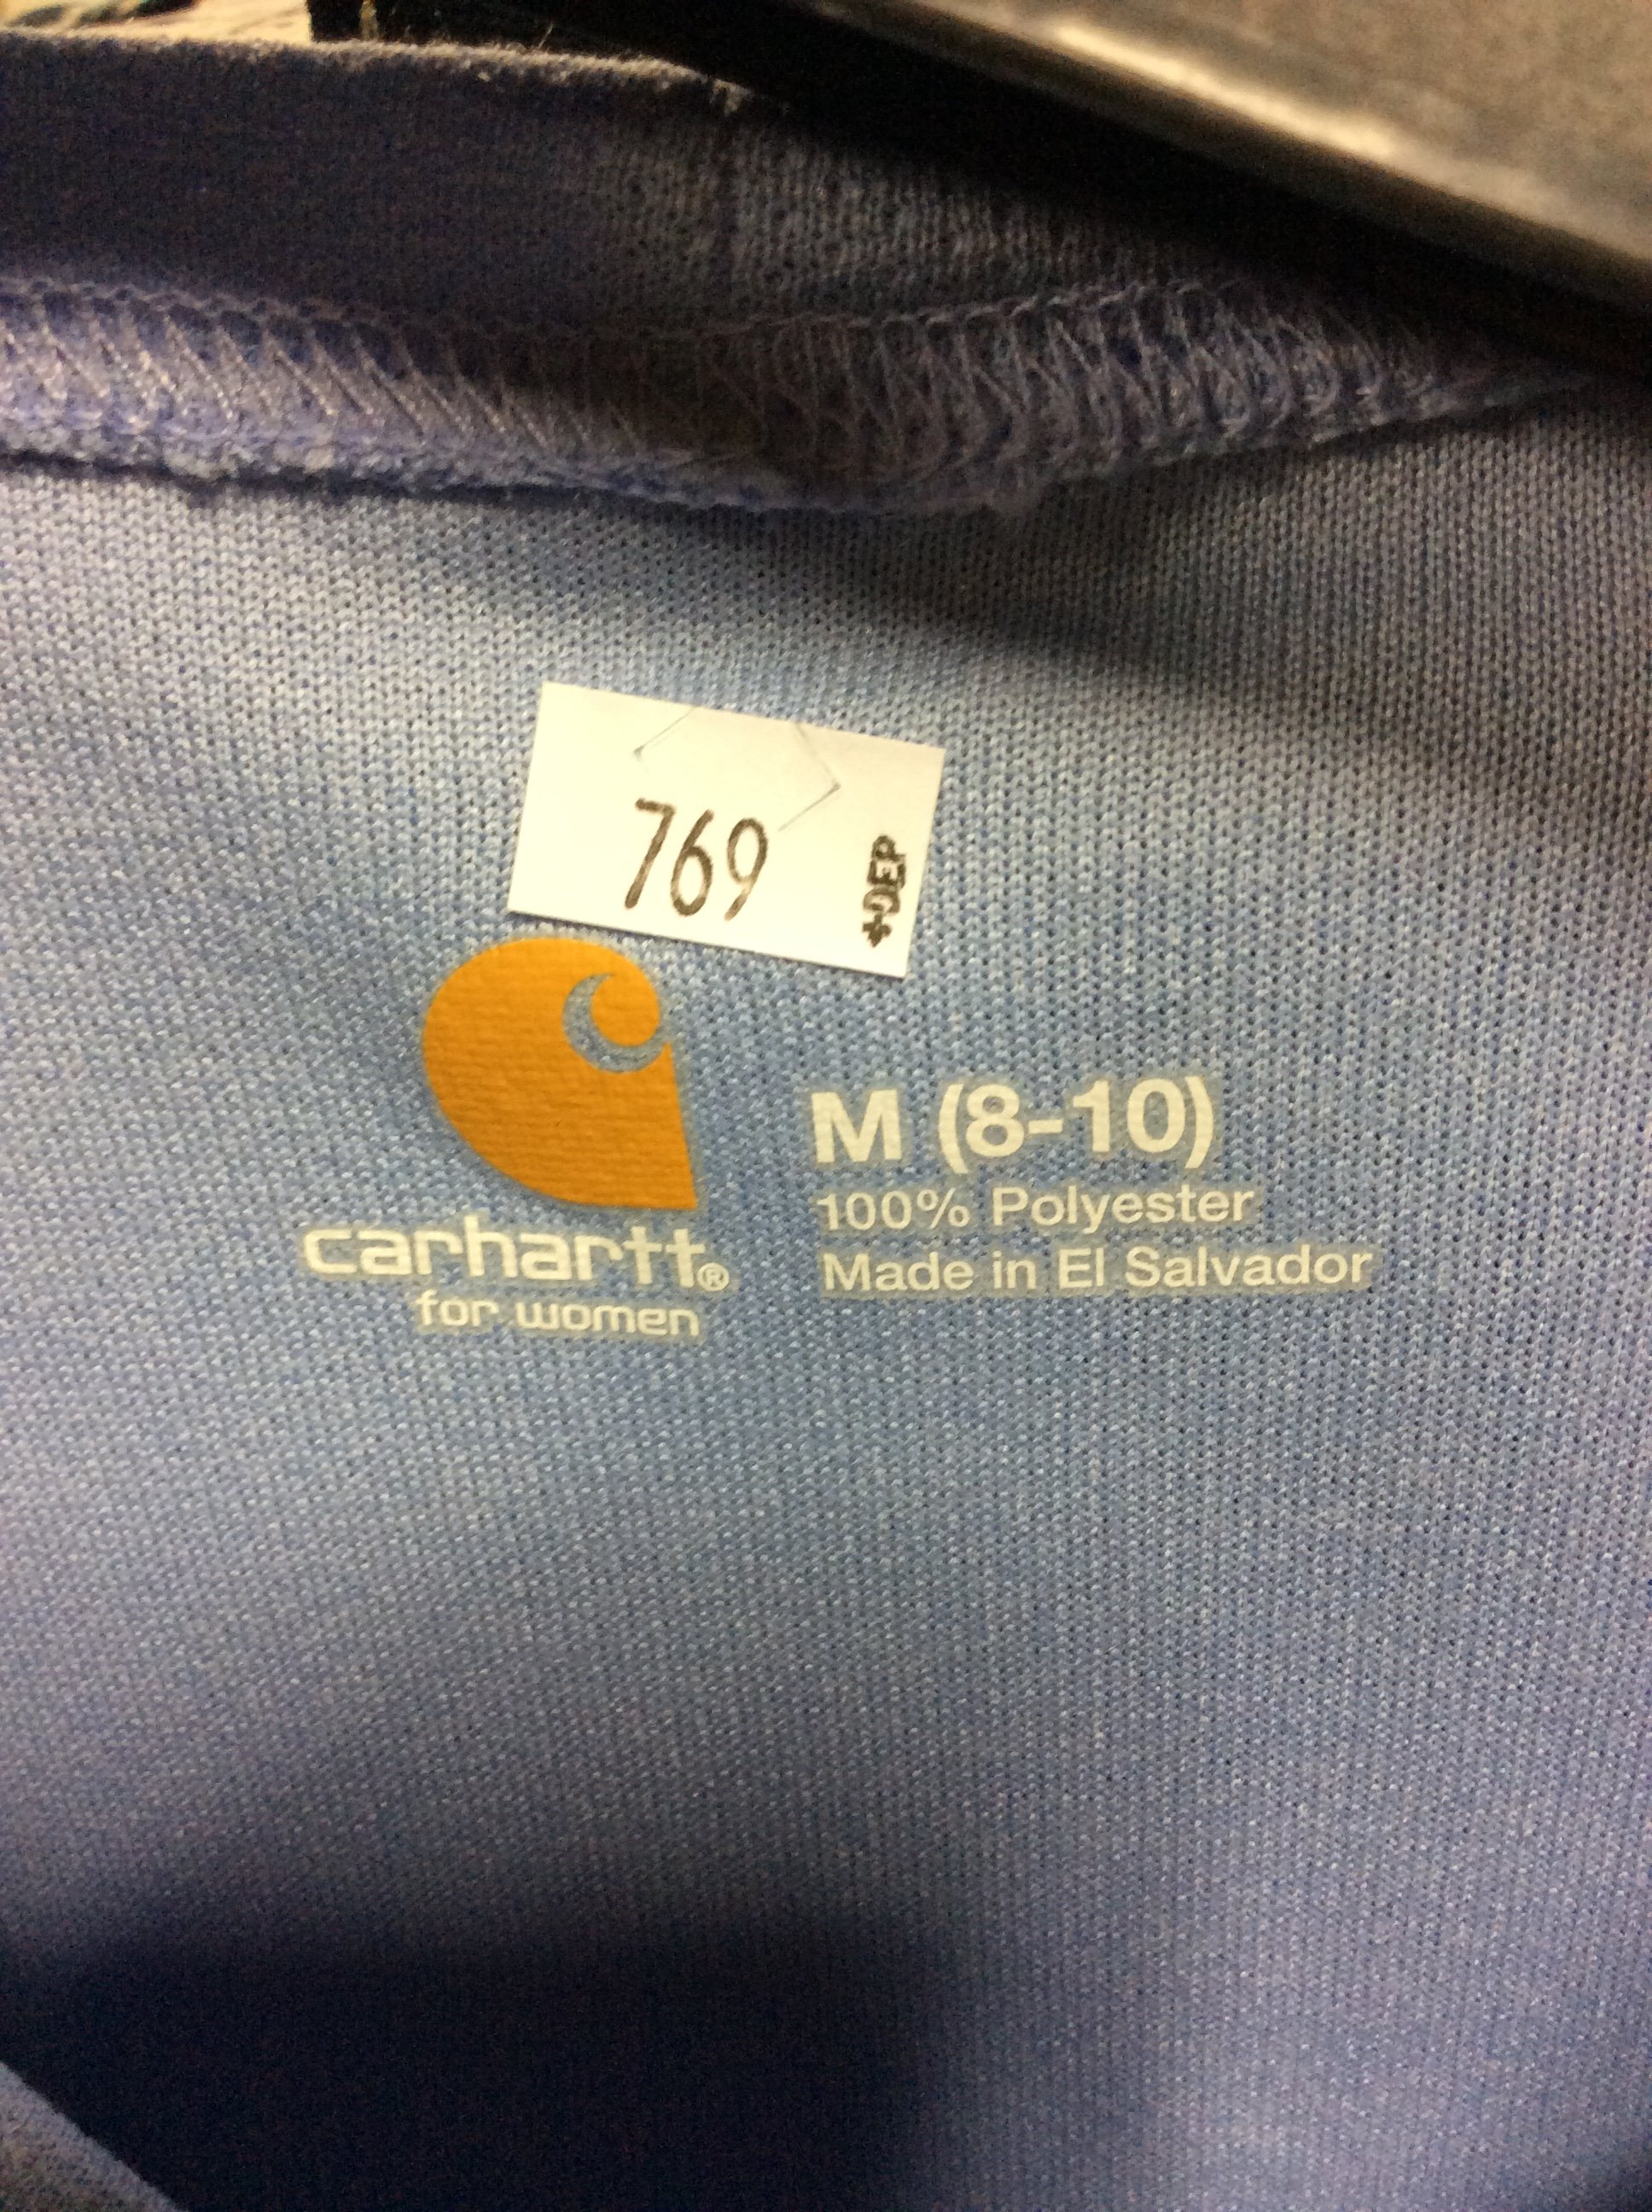 769
+DEP
carhartt®
for women
M (8-10)
100% Polyester
Made in El Salvador